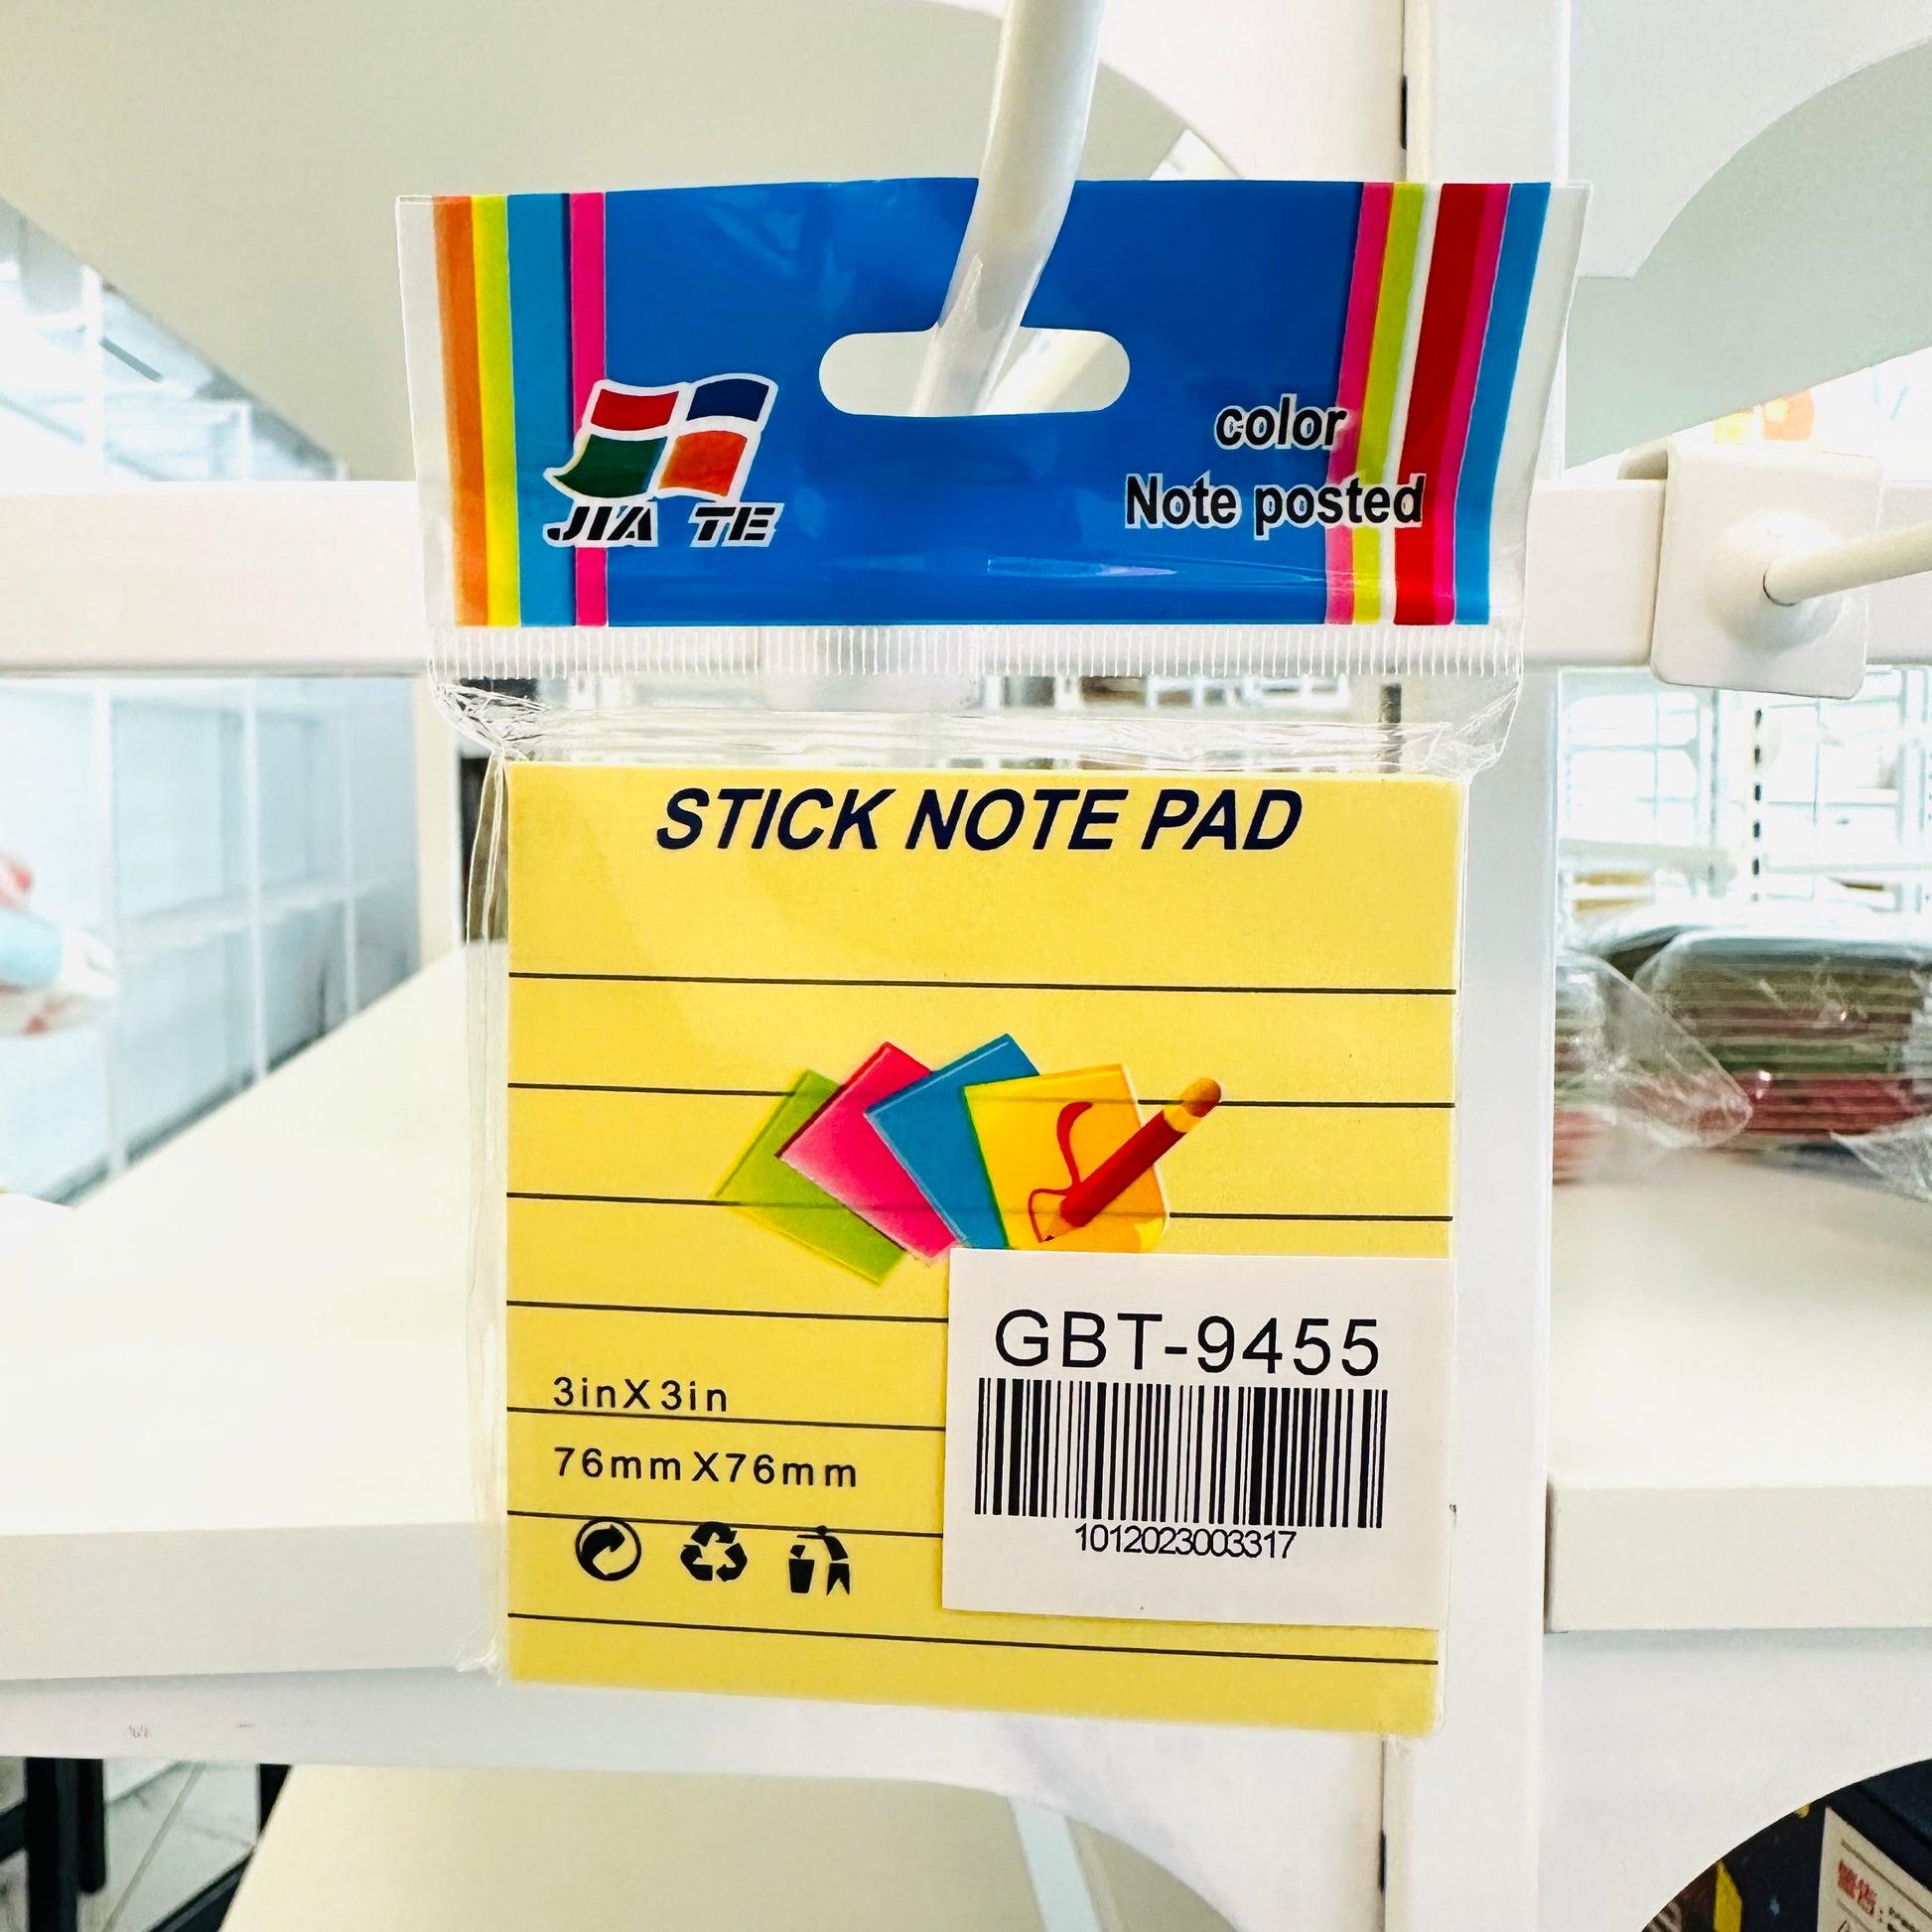 JIA TE
color
Note posted
STICK NOTE PAD
GBT-9455
3inX3in
76mmX76mm
1012023003317